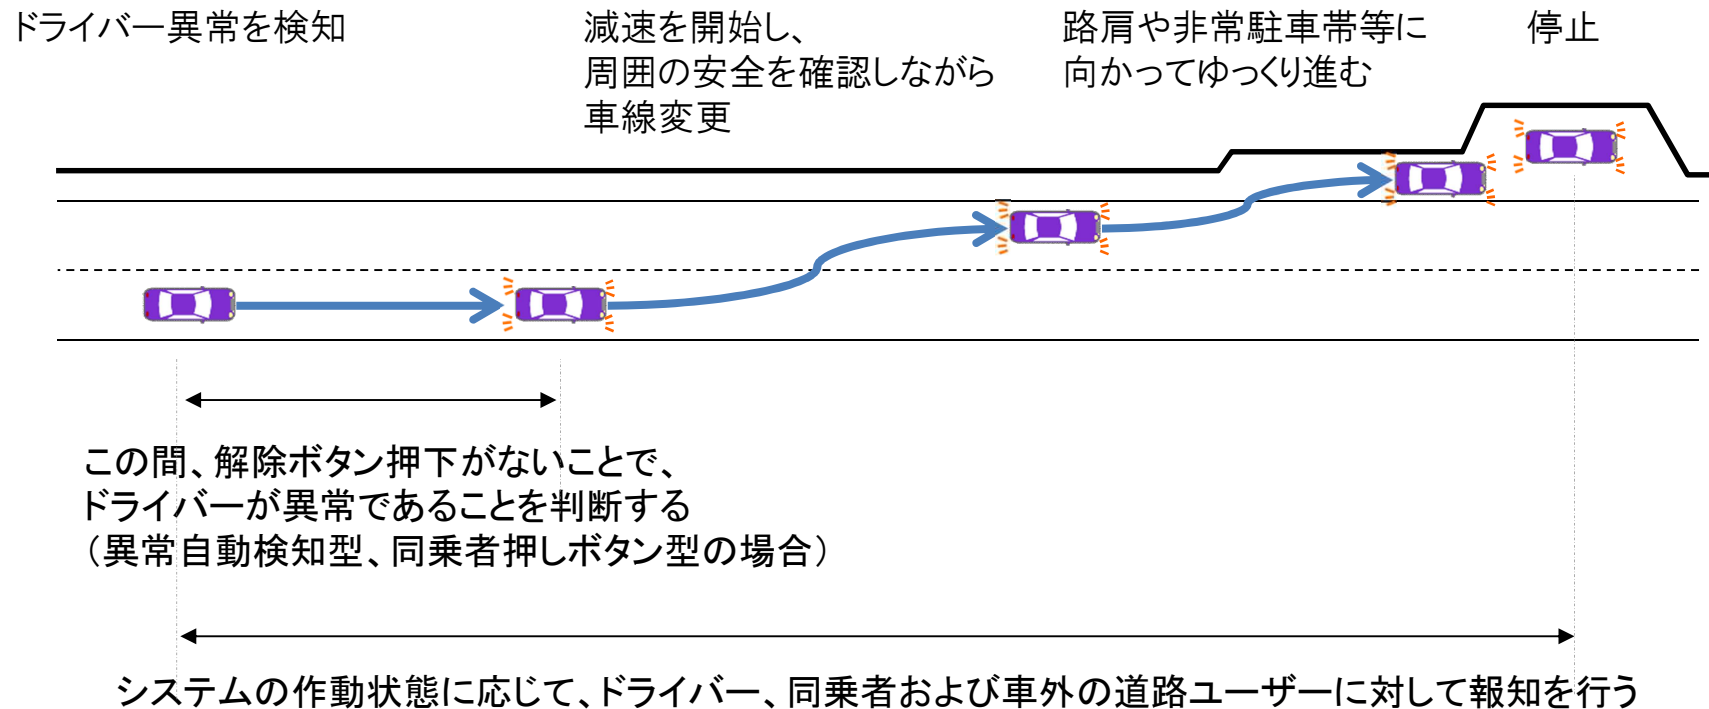 ドライバー異常を検知
減速を開始し、
周囲の安全を確認しながら
車線変更
路肩や非常駐車帯等に
向かってゆっくり進む
停止
この間、解除ボタン押下がないことで、
ドライバーが異常であることを判断する
（異常自動検知型、同乗者押しボタン型の場合）
システムの作動状態に応じて、ドライバー、同乗者および車外の道路ユーザーに対して報知を行う